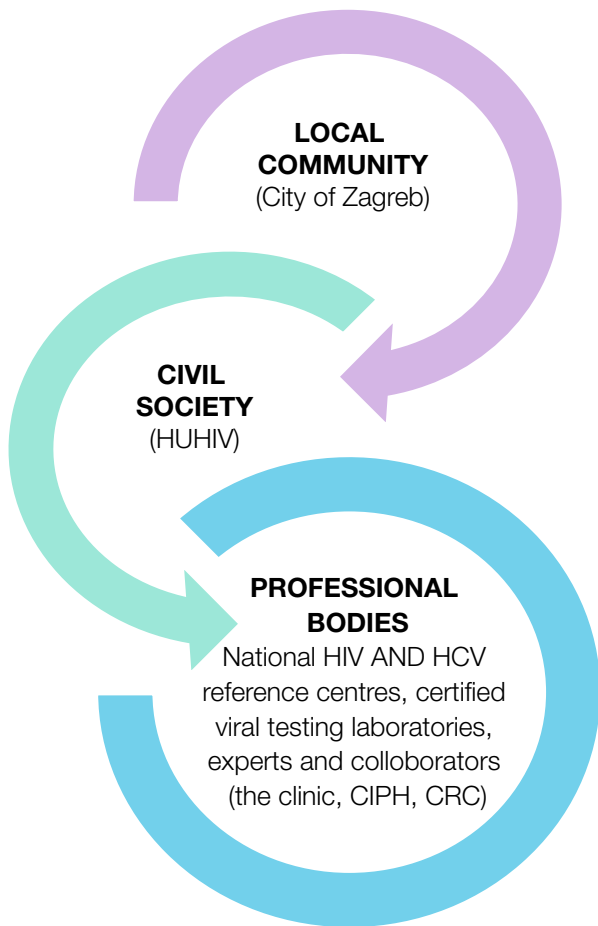 LOCAL
COMMUNITY
(City of Zagreb)
CIVIL
SOCIETY
(HUHIV)
PROFESSIONAL
BODIES
National HIV AND HCV
reference centres, certified
viral testing laboratories,
experts and colloborators
(the clinic, CIPH, CRC)